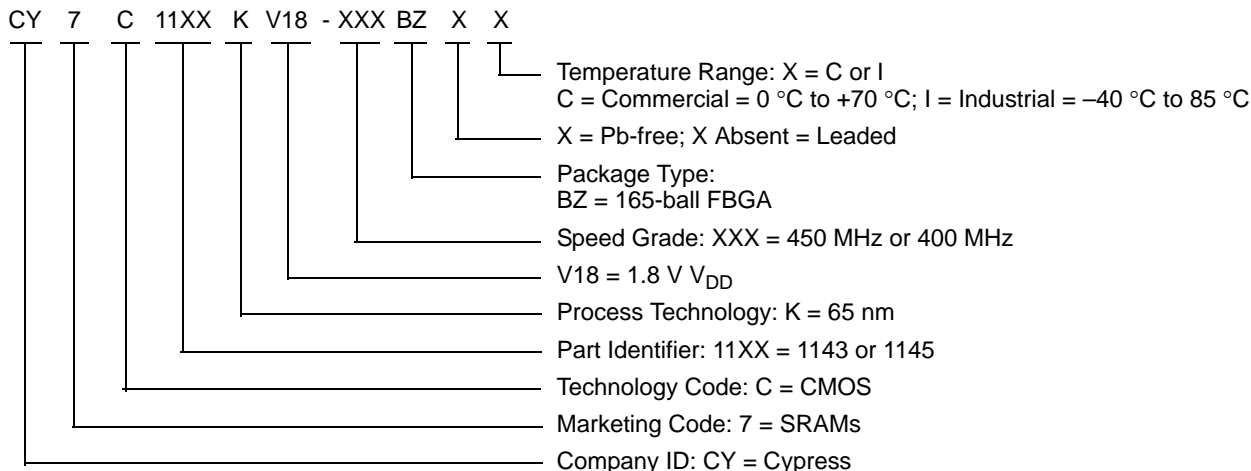 CY 7 C 11XX K V18 - XXX BZ X X
Temperature Range: X = C or I
C = Commercial = 0 °C to +70 °C; I = Industrial = –40 °C to 85 °C
X = Pb-free; X Absent = Leaded
Package Type:
BZ = 165-ball FBGA
Speed Grade: XXX = 450 MHz or 400 MHz
V18 = 1.8 V VDD
Process Technology: K = 65 nm
Part Identifier: 11XX = 1143 or 1145
Technology Code: C = CMOS
Marketing Code: 7 = SRAMs
Company ID: CY = Cypress